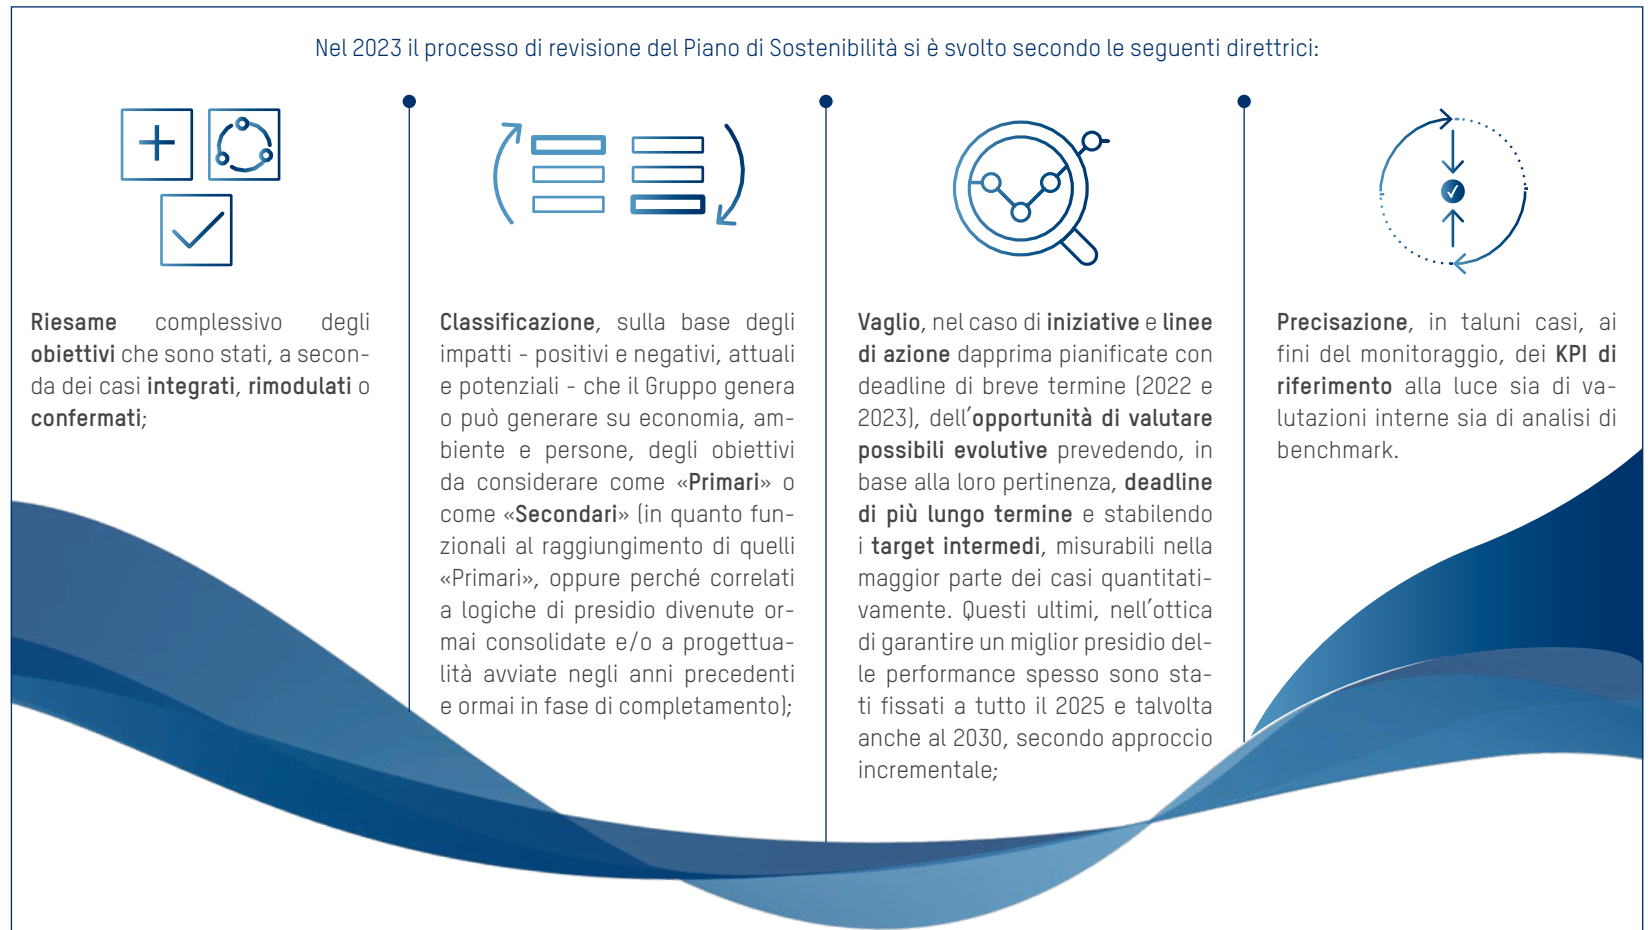 Nel 2023 il processo di revisione del Piano di Sostenibilità si è svolto secondo le seguenti direttrici:
Riesame complessivo degli
obiettivi che sono stati, a secon-
da dei casi integrati, rimodulati o
confermati;
Classificazione, sulla base degli
impatti - positivi e negativi, attuali
e potenziali - che il Gruppo genera
o può generare su economia, am-
biente e persone, degli obiettivi
da considerare come «Primari» o
come «Secondari» (in quanto fun-
zionali al raggiungimento di quelli
«Primari», oppure perché correlati
a logiche di presidio divenute or-
mai consolidate e/o a progettua-
lità avviate negli anni precedenti
e ormai in fase di completamento);
Vaglio, nel caso di iniziative e linee
di azione dapprima pianificate con
deadline di breve termine (2022 e
2023), dell'opportunità di valutare
possibili evolutive prevedendo, in
base alla loro pertinenza, deadline
di più lungo termine e stabilendo
i target intermedi, misurabili nella
maggior parte dei casi quantitati-
vamente. Questi ultimi, nell'ottica
di garantire un miglior presidio del-
le performance spesso sono sta-
ti fissati a tutto il 2025 e talvolta
anche al 2030, secondo approccio
incrementale;
Precisazione, in taluni casi, ai
fini del monitoraggio, dei KPI di
riferimento alla luce sia di va-
lutazioni interne sia di analisi di
benchmark.